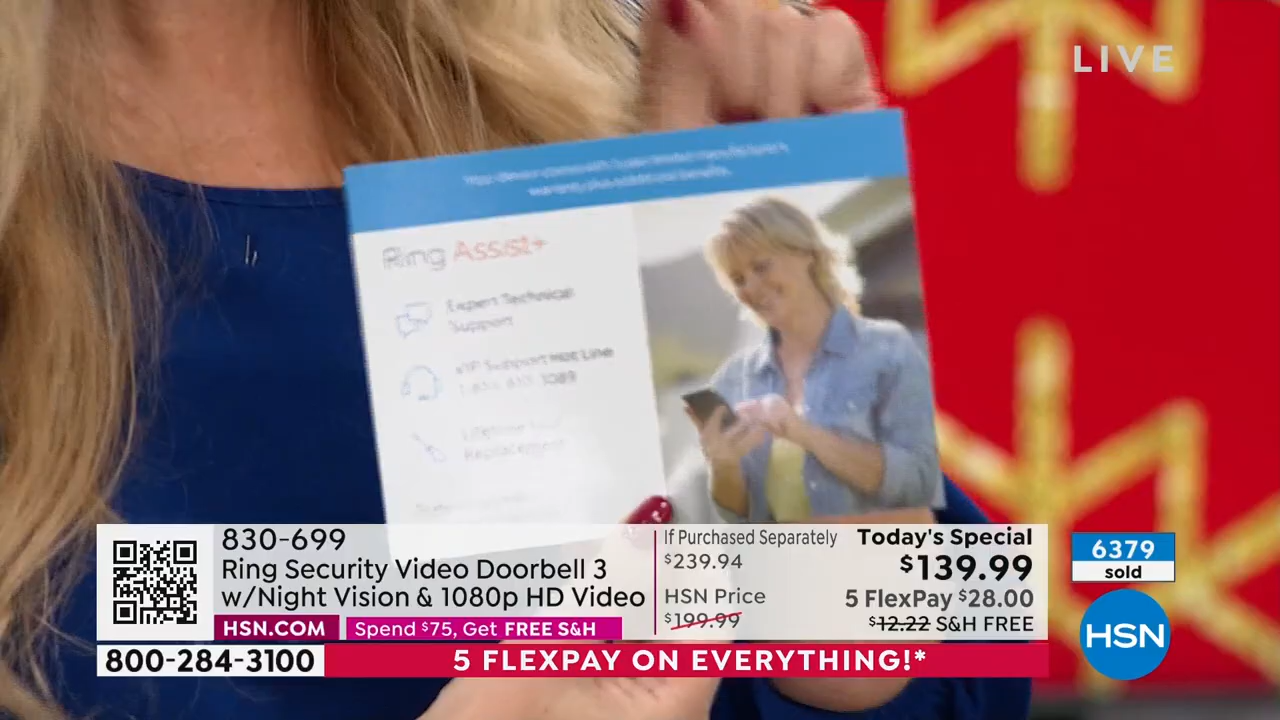 LIVE
Ring Assist+
Expert Technical
Support
VIP Support Hot Line
Replacement
830-699
Ring Security Video Doorbell 3
w/Night Vision & 1080p HD Video
HSN.COM
Spend $75, Get FREE S&H
If Purchased Separately
$239.94
HSN Price
$199.99
Today's Special
$139.99
5 FlexPay $28.00
$12.22 S&H FREE
6379
sold
HSN
800-284-3100
5 FLEXPAY ON EVERYTHING!*